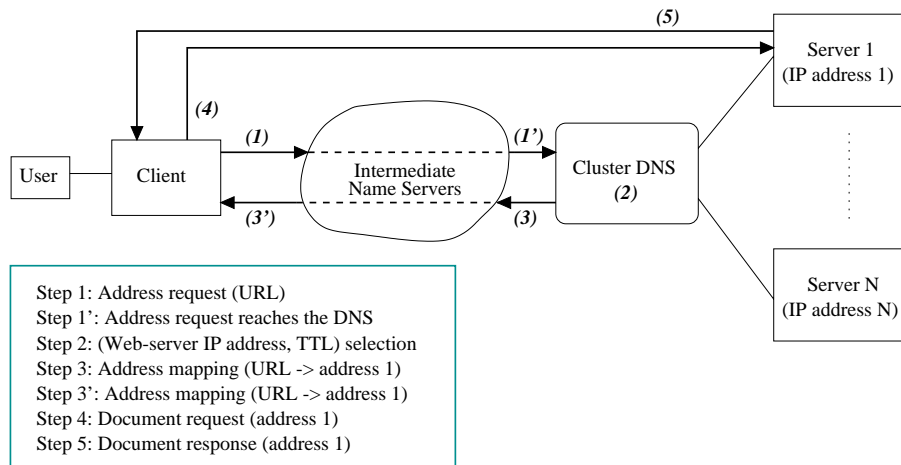 (5)
Server 1
(IP address 1)
(4)
(1)
(1’)
User
Client
Intermediate
Name Servers
Cluster DNS
(2)
(3’)
(3)
Server N
(IP address N)
Step 1: Address request (URL)
Step 1’: Address request reaches the DNS
Step 2: (Web-server IP address, TTL) selection
Step 3: Address mapping (URL -> address 1)
Step 3’: Address mapping (URL -> address 1)
Step 4: Document request (address 1)
Step 5: Document response (address 1)